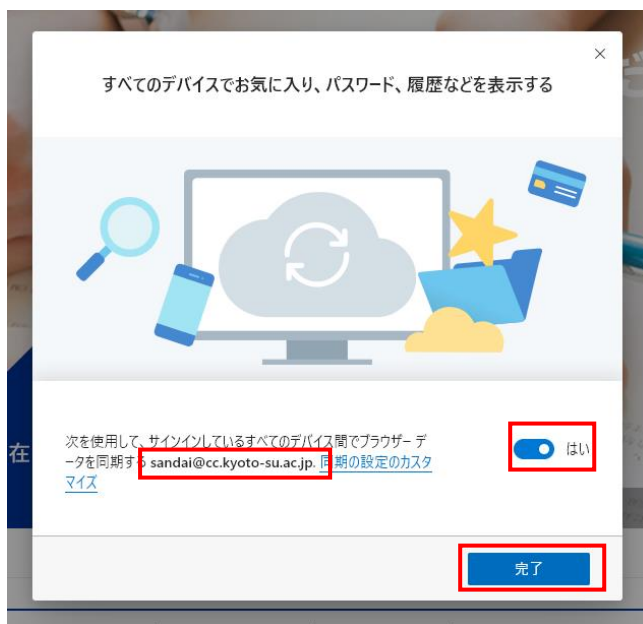 すべてのデバイスでお気に入り、パスワード、履歴などを表示する
次を使用して、サインインしているすべてのデバイス間でブラウザー デ
ータを同期する sandai@cc.kyoto-su.ac.jp. 同期の設定のカスタ
マイズ
はい
在
完了